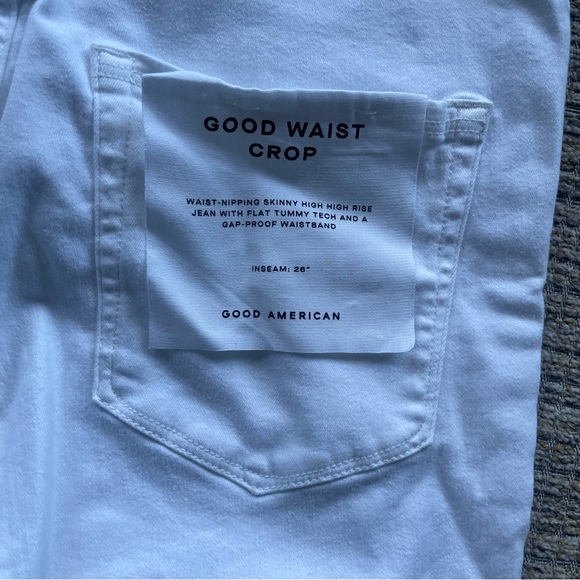 GOOD WAIST
CROP
WAIST-NIPPING SKINNY HIGH HIGH RISE
JEAN WITH FLAT TUMMY TECH AND A
GAP-PROOF WAISTBAND
INSEAM: 26"
GOOD AMERICAN